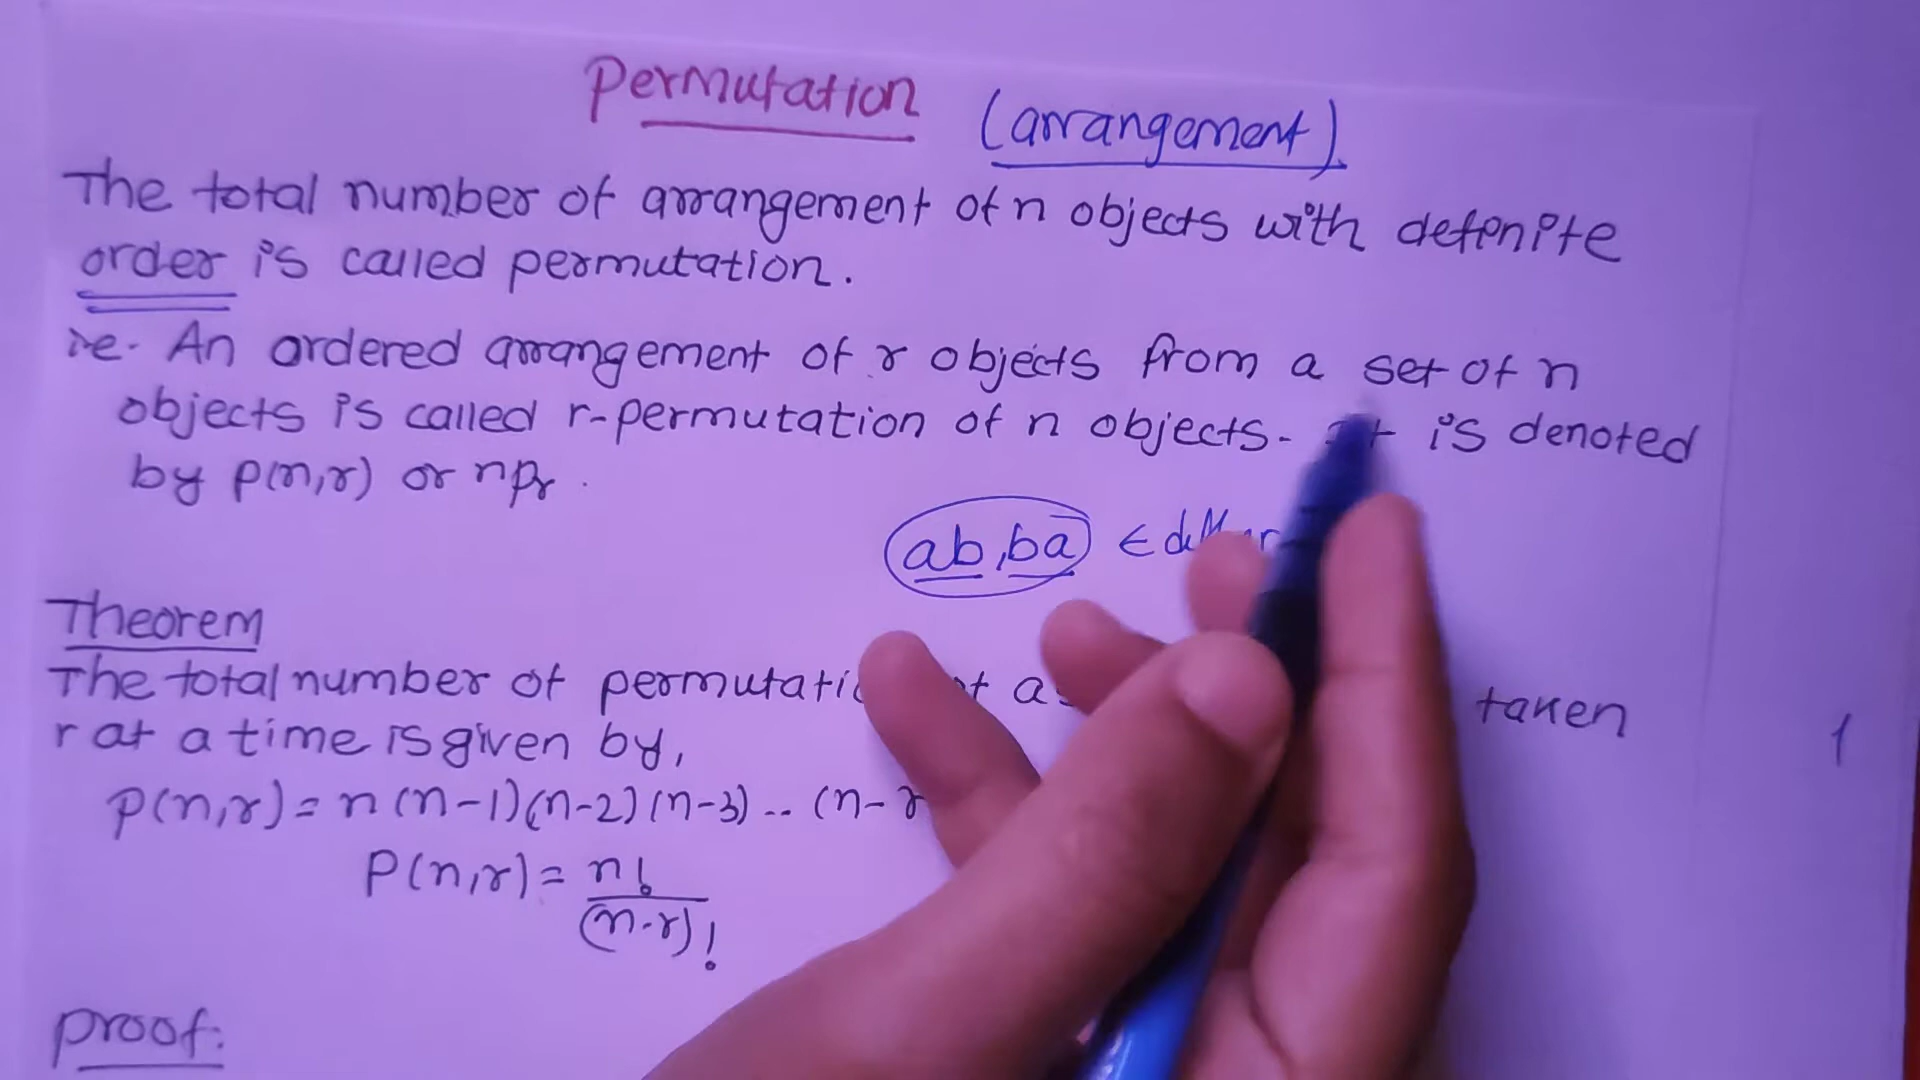 Permutation (arrangement)
The total number of arrangement of n objects with definite
order is called permutation.
i.e. An ordered arrangement of r objects from a set of n
objects is called r-permutation of n objects. is denoted
by p(n,r) or npr.
ab, ba ∈
Theorem
The total number of taken
r at a time is given by,
P(n,r) = n(n-1)(n-2)(n-3)..(n-r
P(n,r) = n!
(n-r)!
proof: